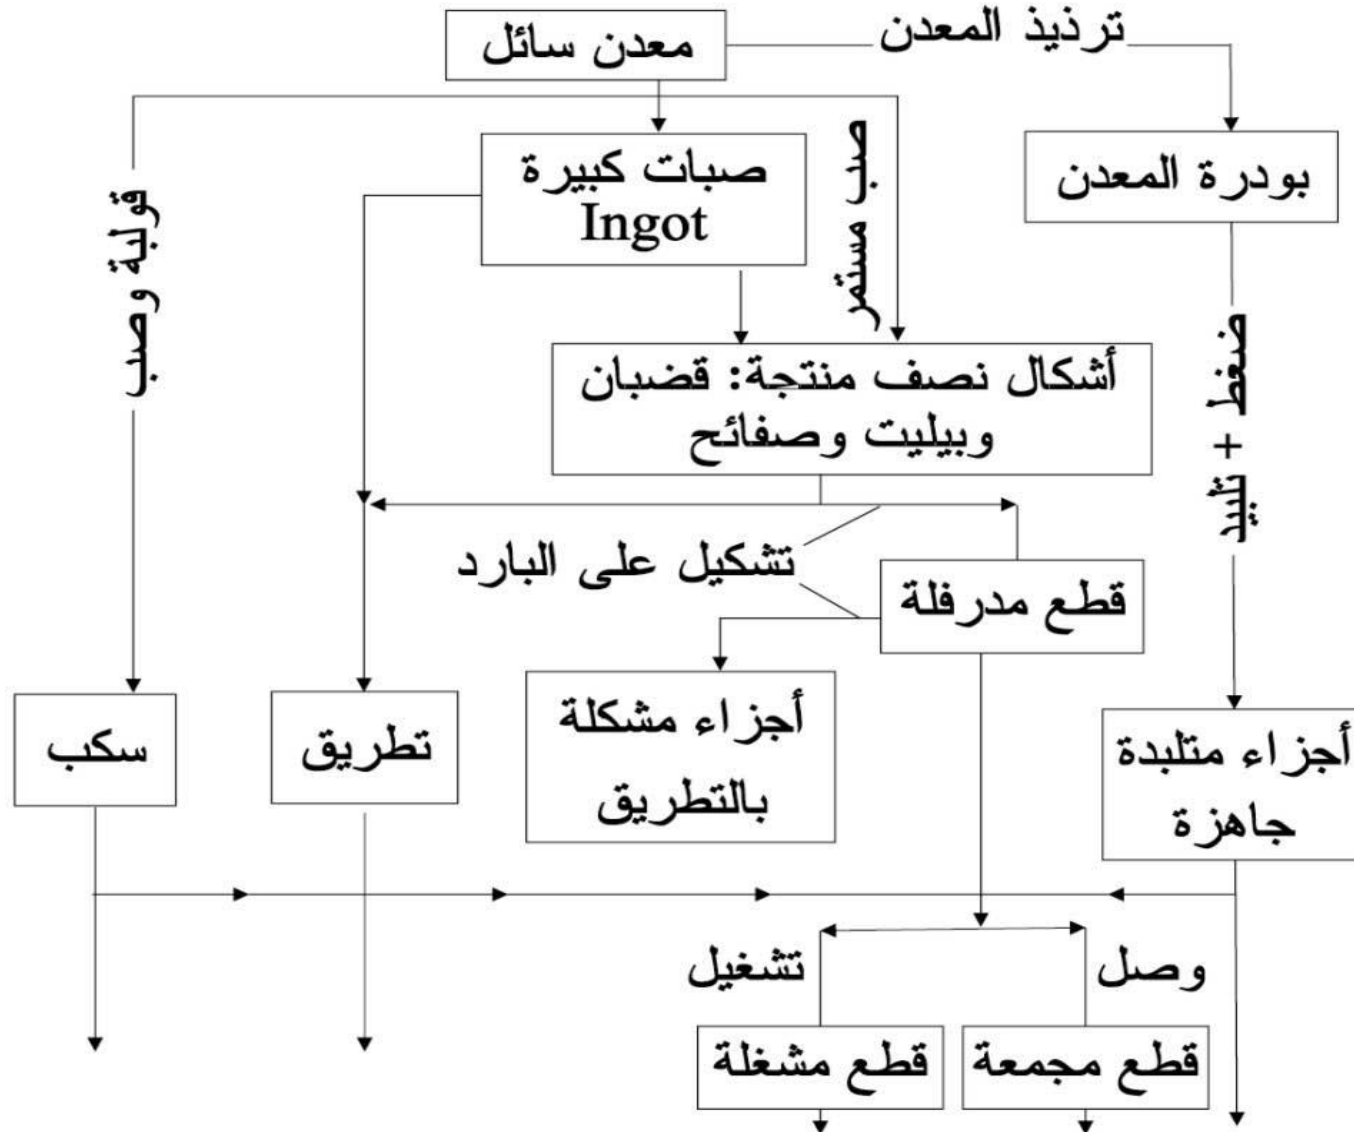 معدن سائل
ترذيذ المعدن
صبات كبيرة
Ingot
بودرة المعدن
قولبة وصب
صب مستمر
ضغط + تلبيد
أشكال نصف منتجة: قضبان
وبيليت وصفائح
تشكيل على البارد
قطع مدرفلة
سكب
تطريق
أجزاء مشكلة
بالتطريق
أجزاء متلبدة
جاهزة
تشغيل
وصل
قطع مشغلة
قطع مجمعة